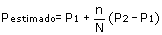 Pestimado= P1 + n/N (P2 - P1)